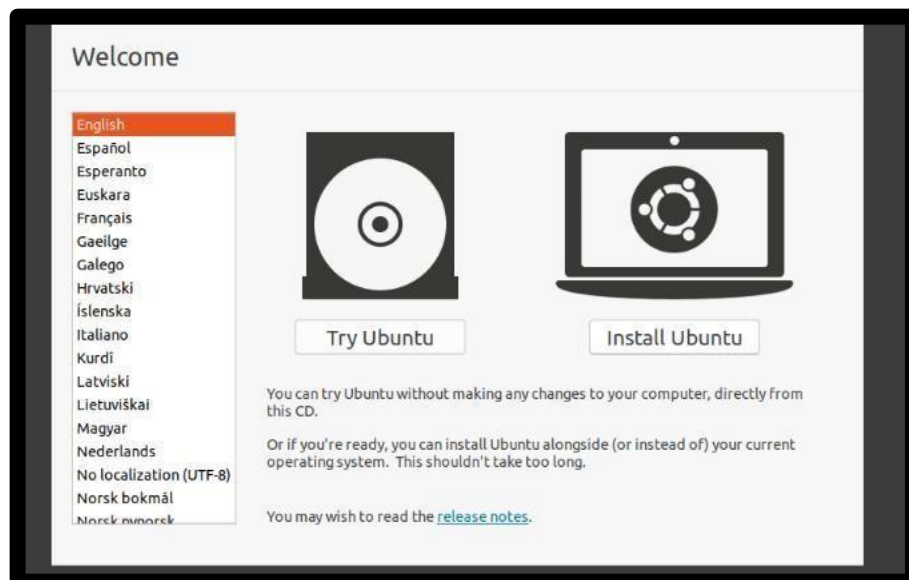 Welcome
English
Español
Esperanto
Euskara
Français
Gaeilge
Galego
Hrvatski
Íslenska
Italiano
Kurdî
Latviski
Lietuviškai
Magyar
Nederlands
No localization (UTF-8)
Norsk bokmål
Norsk nynorsk
Try Ubuntu
Install Ubuntu
You can try Ubuntu without making any changes to your computer, directly from
this CD.
Or if you're ready, you can install Ubuntu alongside (or instead of) your current
operating system. This shouldn't take too long.
You may wish to read the release notes.